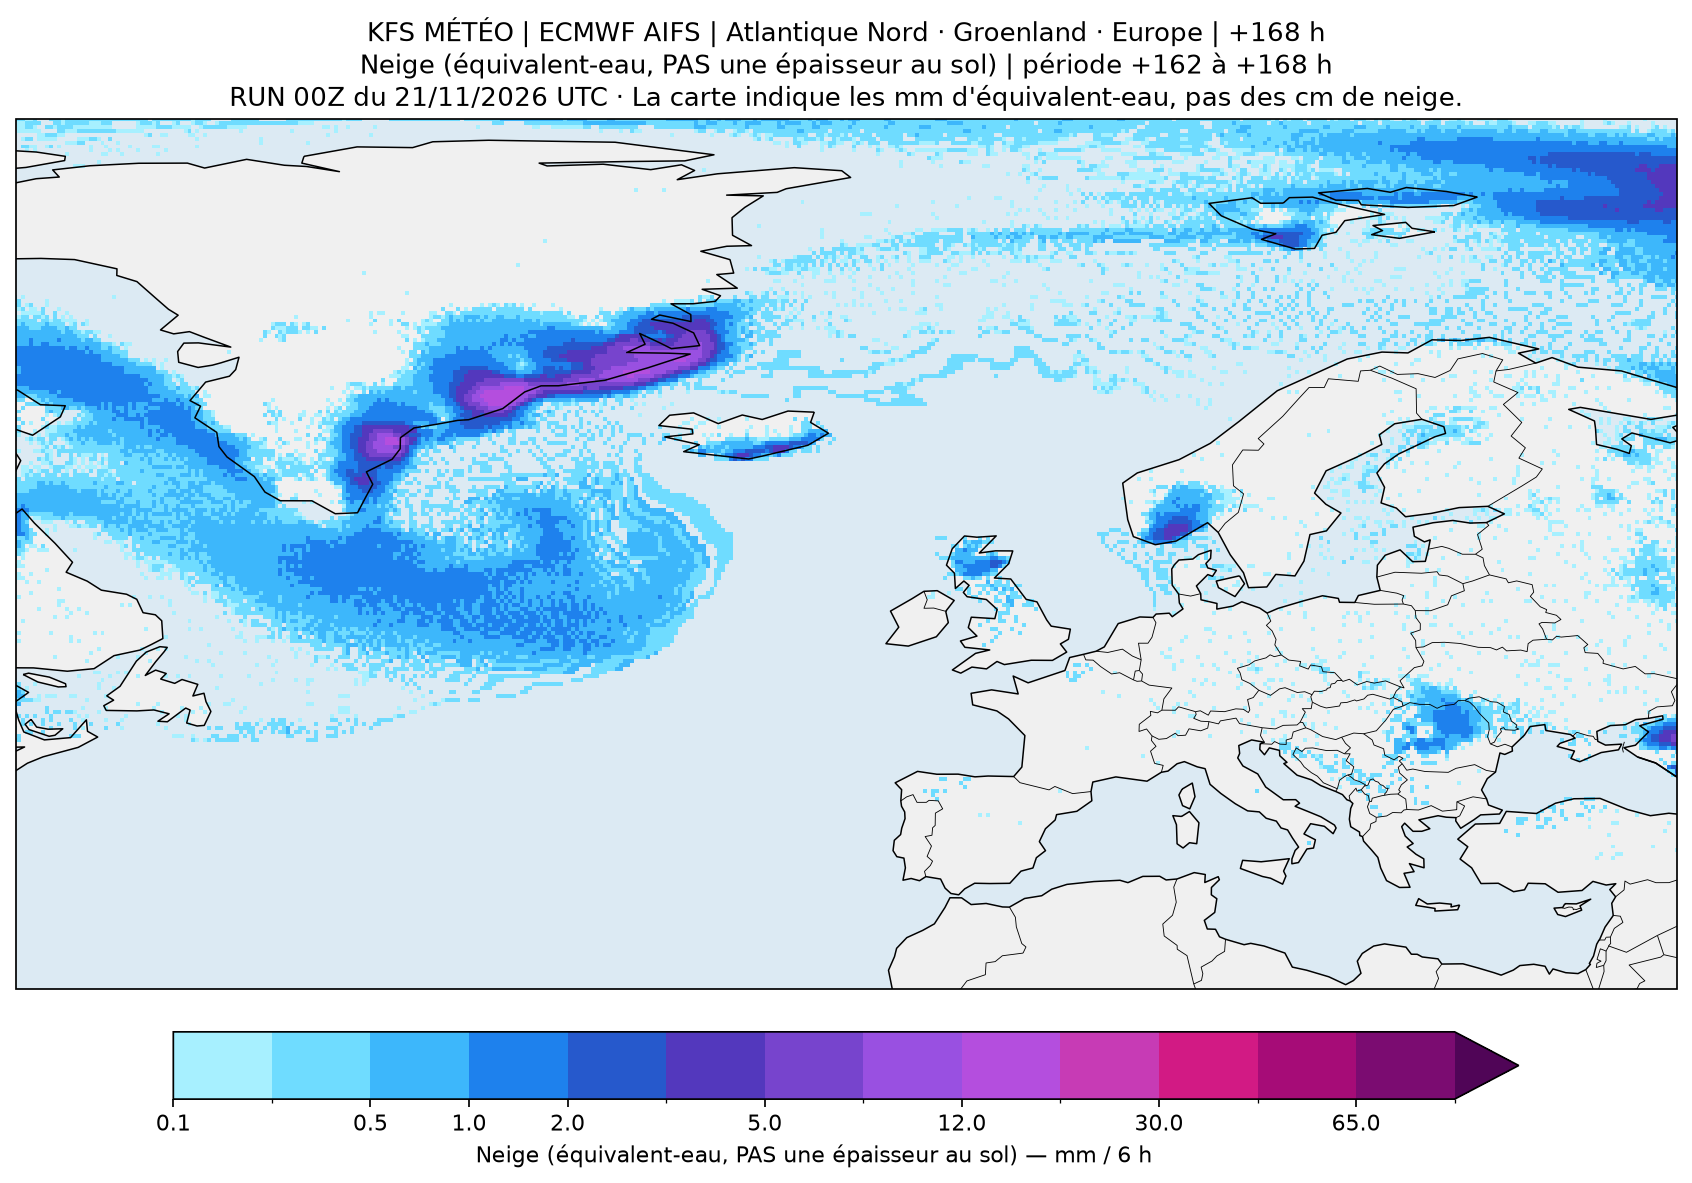 KFS MÉTÉO | ECMWF AIFS | Atlantique Nord · Groenland · Europe | +168 h
Neige (équivalent-eau, PAS une épaisseur au sol) | période +162 à +168 h
RUN 00Z du 21/11/2026 UTC · La carte indique les mm d'équivalent-eau, pas des cm de neige.
0.1 0.5 1.0 2.0 5.0 12.0 30.0 65.0
Neige (équivalent-eau, PAS une épaisseur au sol) — mm / 6 h